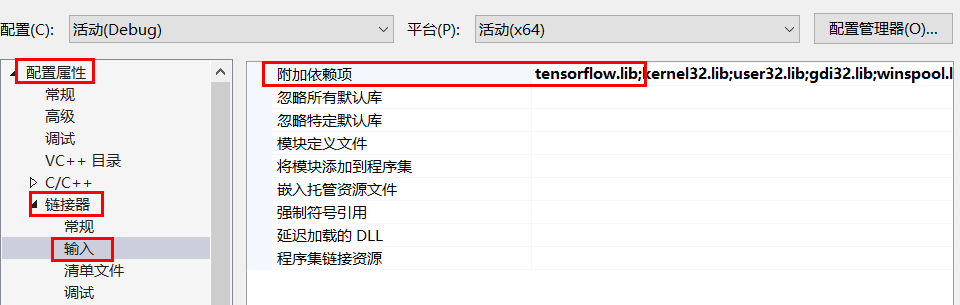 配置(C): 活动(Debug) 平台(P): 活动(x64) 配置管理器(O)...
配置属性
常规
高级
调试
VC++ 目录
C/C++
链接器
常规
输入
清单文件
调试
附加依赖项 tensorflow.lib;kernel32.lib;user32.lib;gdi32.lib;winspool.l
忽略所有默认库
忽略特定默认库
模块定义文件
将模块添加到程序集
嵌入托管资源文件
强制符号引用
延迟加载的 DLL
程序集链接资源